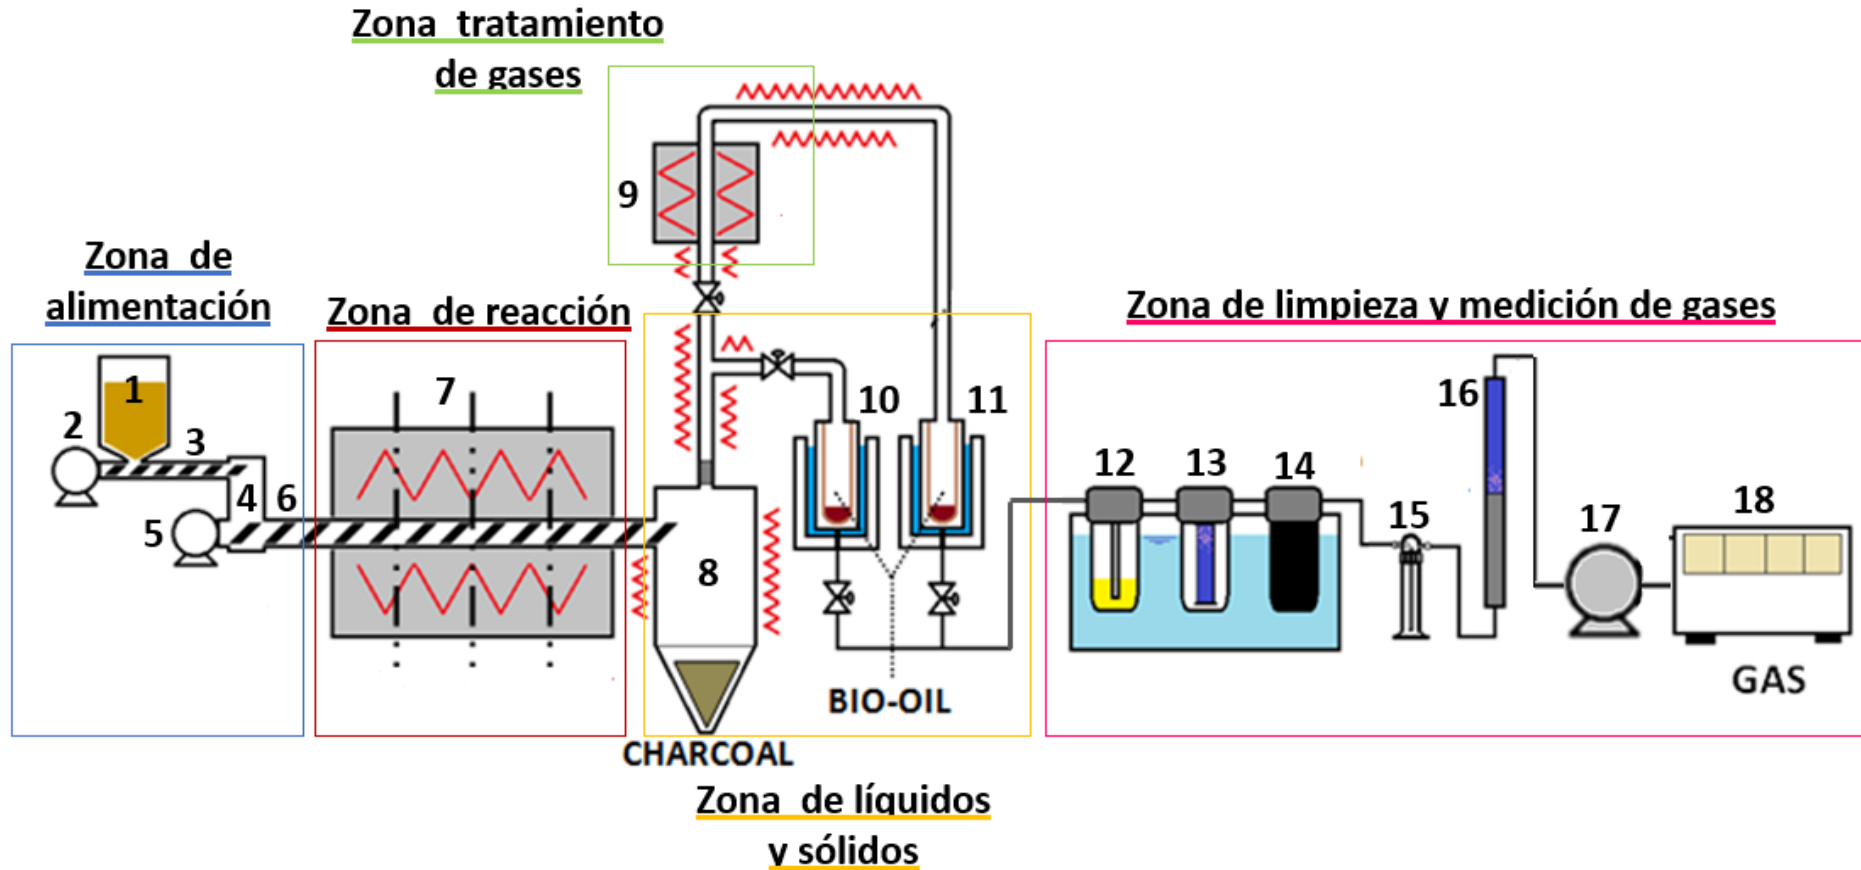 Zona tratamiento
de gases
9
Zona de
alimentación
Zona de reacción
Zona de limpieza y medición de gases
1
2
3
4
5
6
7
8
10
11
12
13
14
15
16
17
18
BIO-OIL
GAS
CHARCOAL
Zona de líquidos
y sólidos